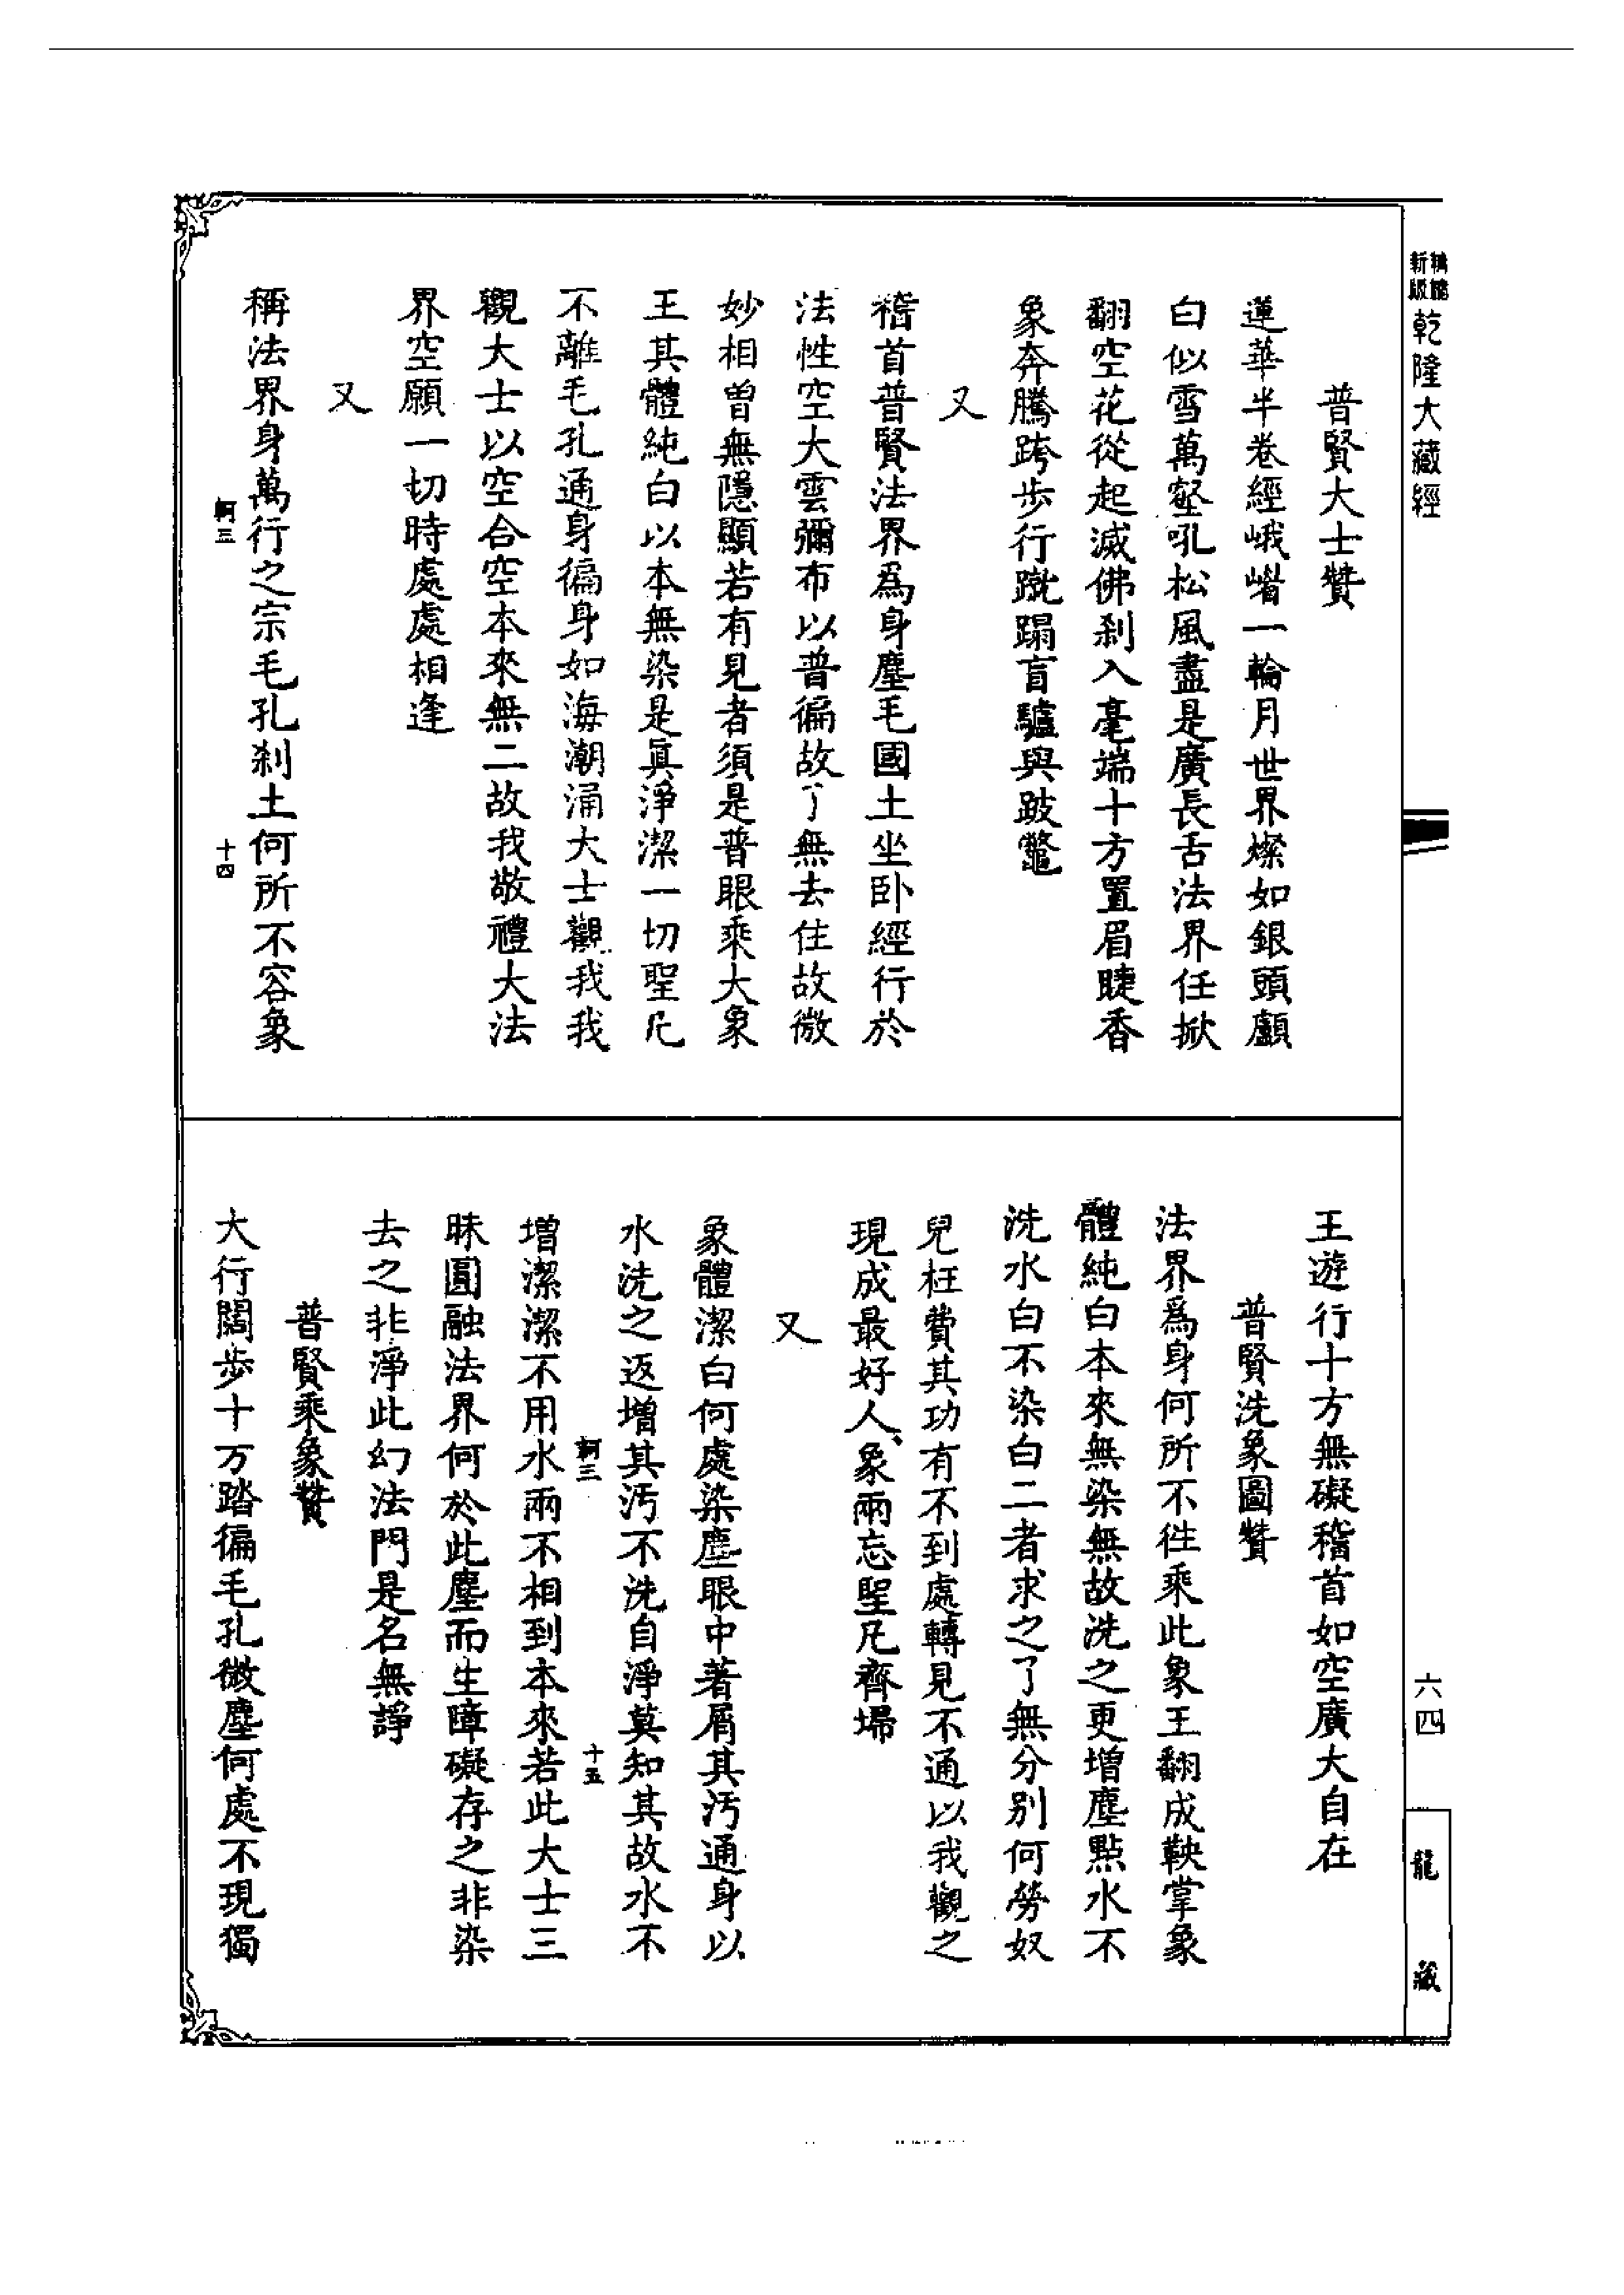 新版
乾隆大藏經
普賢大士贊
蓮華半卷經峨嵋一輪月世界燦如銀頭顱
白似雪萬壑吼松風盡是廣長舌法界任掀
翻空花從起滅佛剎入毫端十方置眉睫香
象奔騰跨步行蹴蹋盲驢與跛鼈
又
稽首普賢法界爲身塵毛國土坐臥經行於
法性空大雲彌布以普徧故了無去住故微
妙相曾無隱顯若有見者須是普眼乘大象
王其體純白以本無染是眞淨潔一切聖凡
不離毛孔通身徧身如海潮涌大士觀我我
觀大士以空合空本來無二故我敬禮大法
界空願一切時處處相逢
又
稱法界身萬行之宗毛孔剎土何所不容象
軻三
十四
王遊行十方無礙稽首如空廣大自在
普賢洗象圖贊
法界爲身何所不徃乘此象王翻成鞅掌象
體純白本來無染無故洗之更增塵點水不
洗水白不染白二者求之了無分別何勞奴
兒枉費其功有不到處轉見不通以我觀之
現成最好人象兩忘聖凡齊埽
又
象體潔白何處染塵眼中著屑其污通身以
水洗之返增其污不洗自淨莫知其故水不
軻三
十五
增潔潔不用水兩不相到本來若此大士三
昧圓融法界何於此塵而生障礙存之非染
去之非淨此幻法門是名無諍
普賢乘象贊
大行闊步十万踏徧毛孔微塵何處不現獨
六四
龍藏